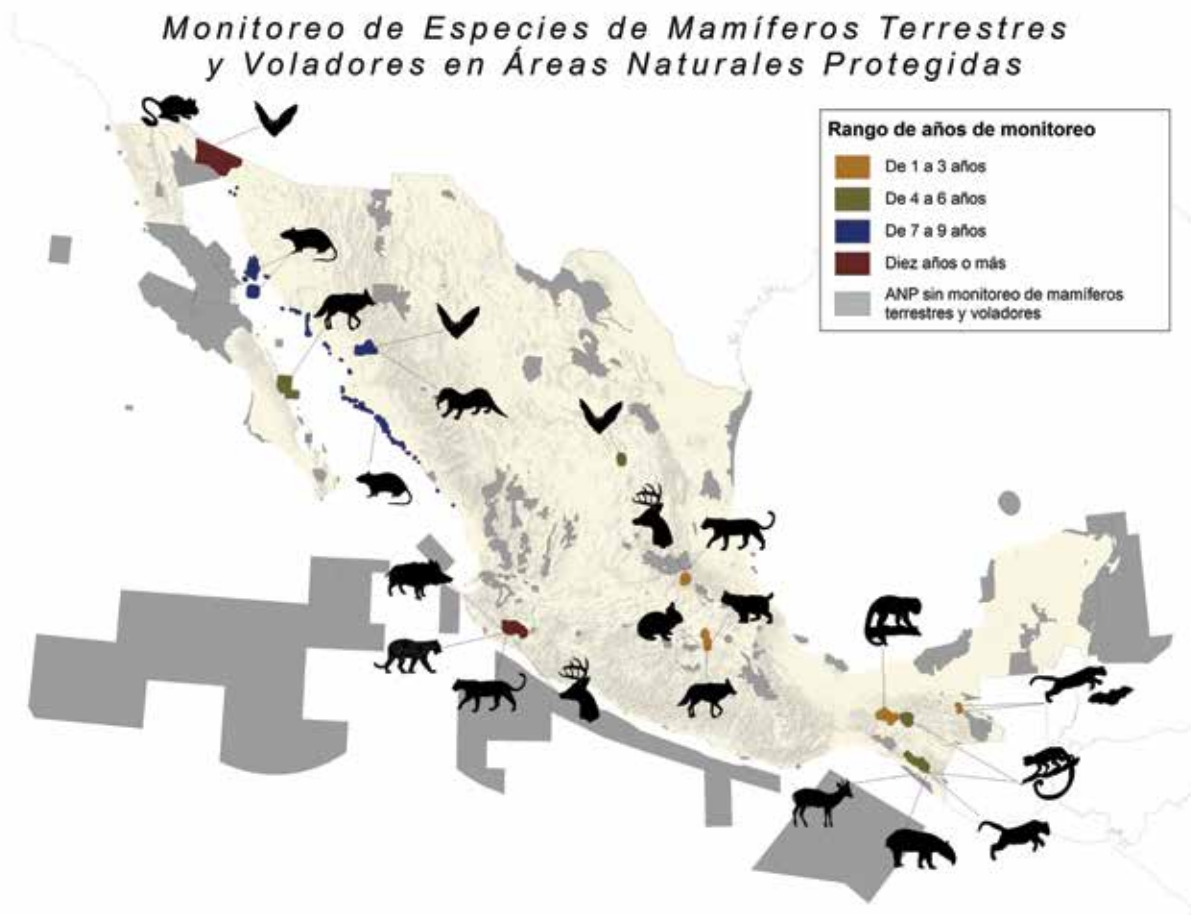 Monitoreo de Especies de Mamíferos Terrestres
y Voladores en Áreas Naturales Protegidas
Rango de años de monitoreo
De 1 a 3 años
De 4 a 6 años
De 7 a 9 años
Diez años o más
ANP sin monitoreo de mamíferos
terrestres y voladores